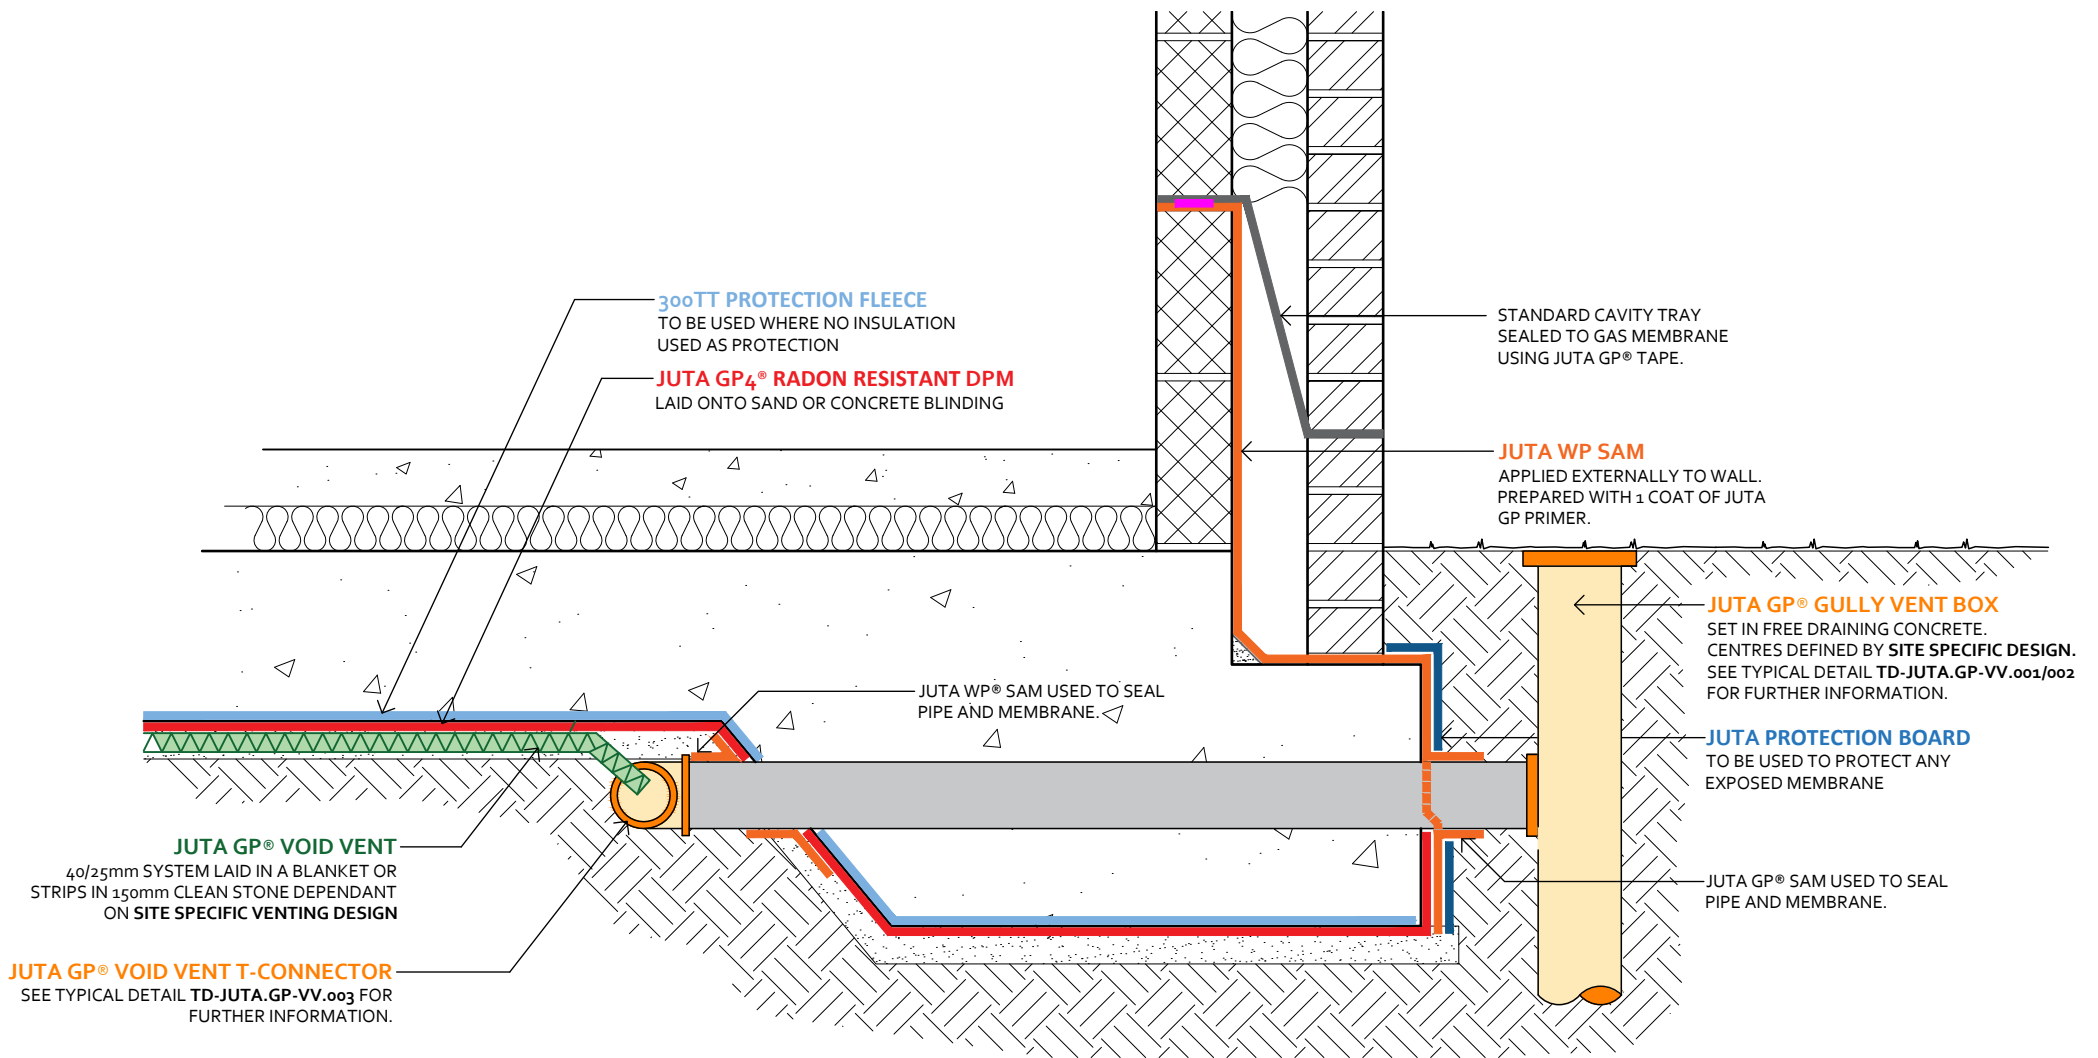 300TT PROTECTION FLEECE
TO BE USED WHERE NO INSULATION
USED AS PROTECTION
JUTA GP4® RADON RESISTANT DPM
LAID ONTO SAND OR CONCRETE BLINDING
STANDARD CAVITY TRAY
SEALED TO GAS MEMBRANE
USING JUTA GP® TAPE.
JUTA WP SAM
APPLIED EXTERNALLY TO WALL.
PREPARED WITH 1 COAT OF JUTA
GP PRIMER.
JUTA GP® GULLY VENT BOX
SET IN FREE DRAINING CONCRETE.
CENTRES DEFINED BY SITE SPECIFIC DESIGN.
SEE TYPICAL DETAIL TD-JUTA.GP-VV.001/002
FOR FURTHER INFORMATION.
JUTA WP® SAM USED TO SEAL
PIPE AND MEMBRANE.
JUTA PROTECTION BOARD
TO BE USED TO PROTECT ANY
EXPOSED MEMBRANE
JUTA GP® VOID VENT
40/25mm SYSTEM LAID IN A BLANKET OR
STRIPS IN 150mm CLEAN STONE DEPENDANT
ON SITE SPECIFIC VENTING DESIGN
JUTA GP® SAM USED TO SEAL
PIPE AND MEMBRANE.
JUTA GP® VOID VENT T-CONNECTOR
SEE TYPICAL DETAIL TD-JUTA.GP-VV.003 FOR
FURTHER INFORMATION.